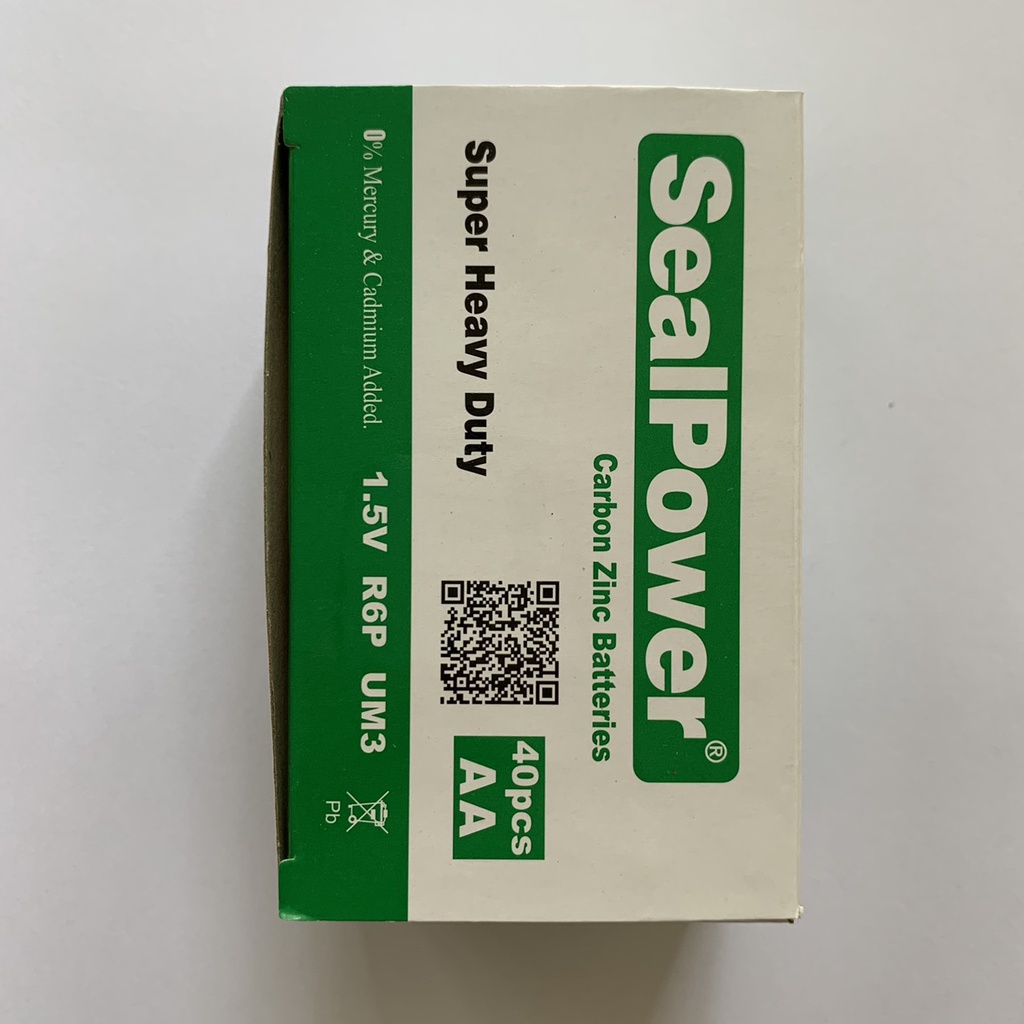 SealPower®
Carbon Zinc Batteries
Super Heavy Duty
40pcs
AA
0% Mercury & Cadmium Added.
1.5V R6P UM3
Pb